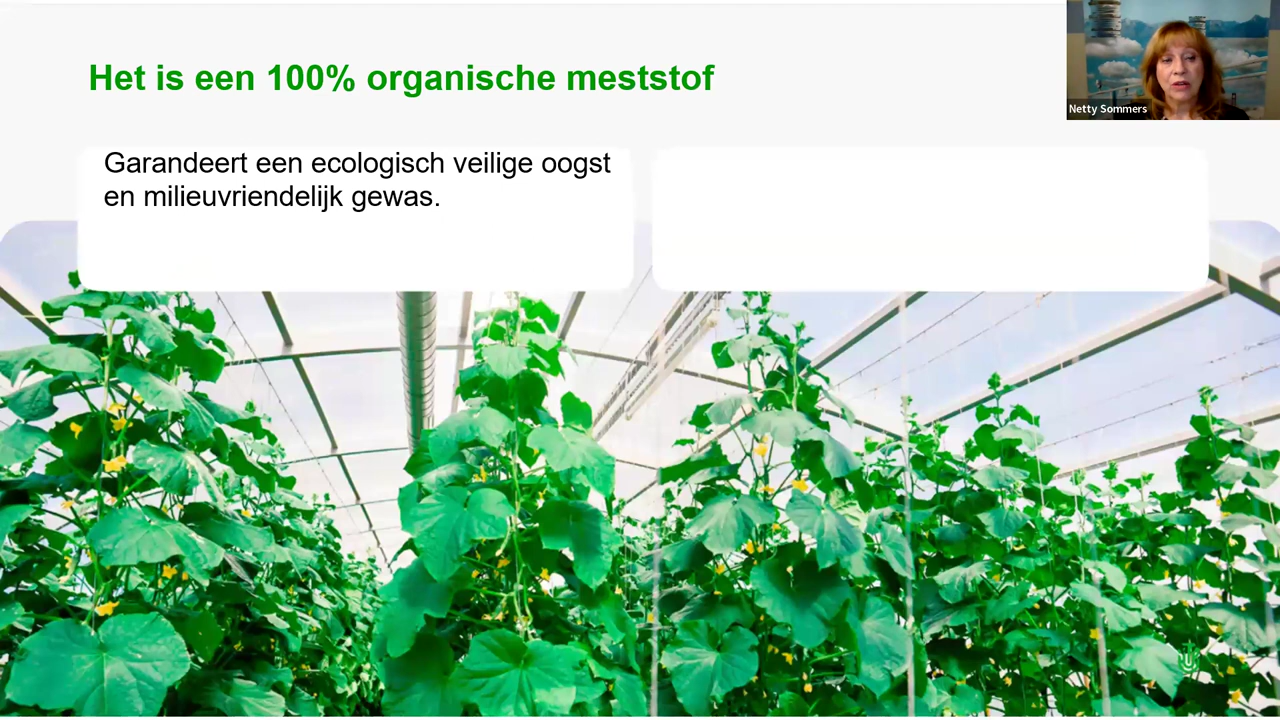 Het is een 100% organische meststof
Netty Sommers
Garandeert een ecologisch veilige oogst
en milieuvriendelijk gewas.